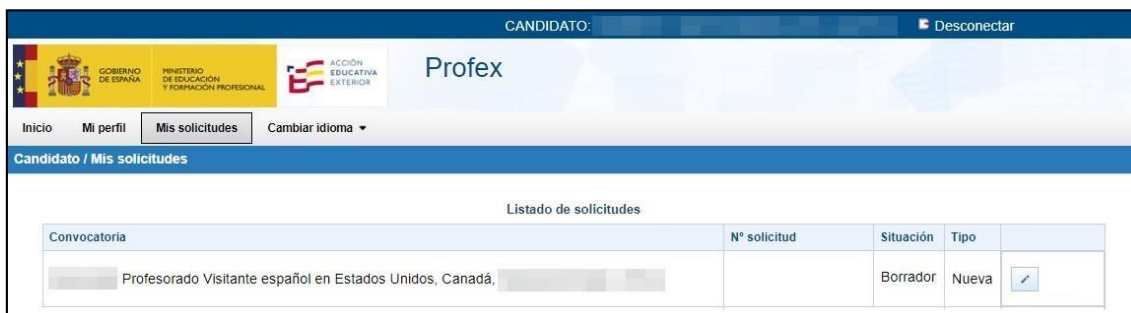 CANDIDATO: Desconectar
GOBIERNO
DE ESPAÑA
MINISTERIO
DE EDUCACIÓN
Y FORMACIÓN PROFESIONAL
ACCIÓN
EDUCATIVA
EXTERIOR
Profex
Inicio Mi perfil Mis solicitudes Cambiar idioma
Candidato / Mis solicitudes
Listado de solicitudes
Convocatoria Nº solicitud Situación Tipo
Profesorado Visitante español en Estados Unidos, Canadá, Borrador Nueva